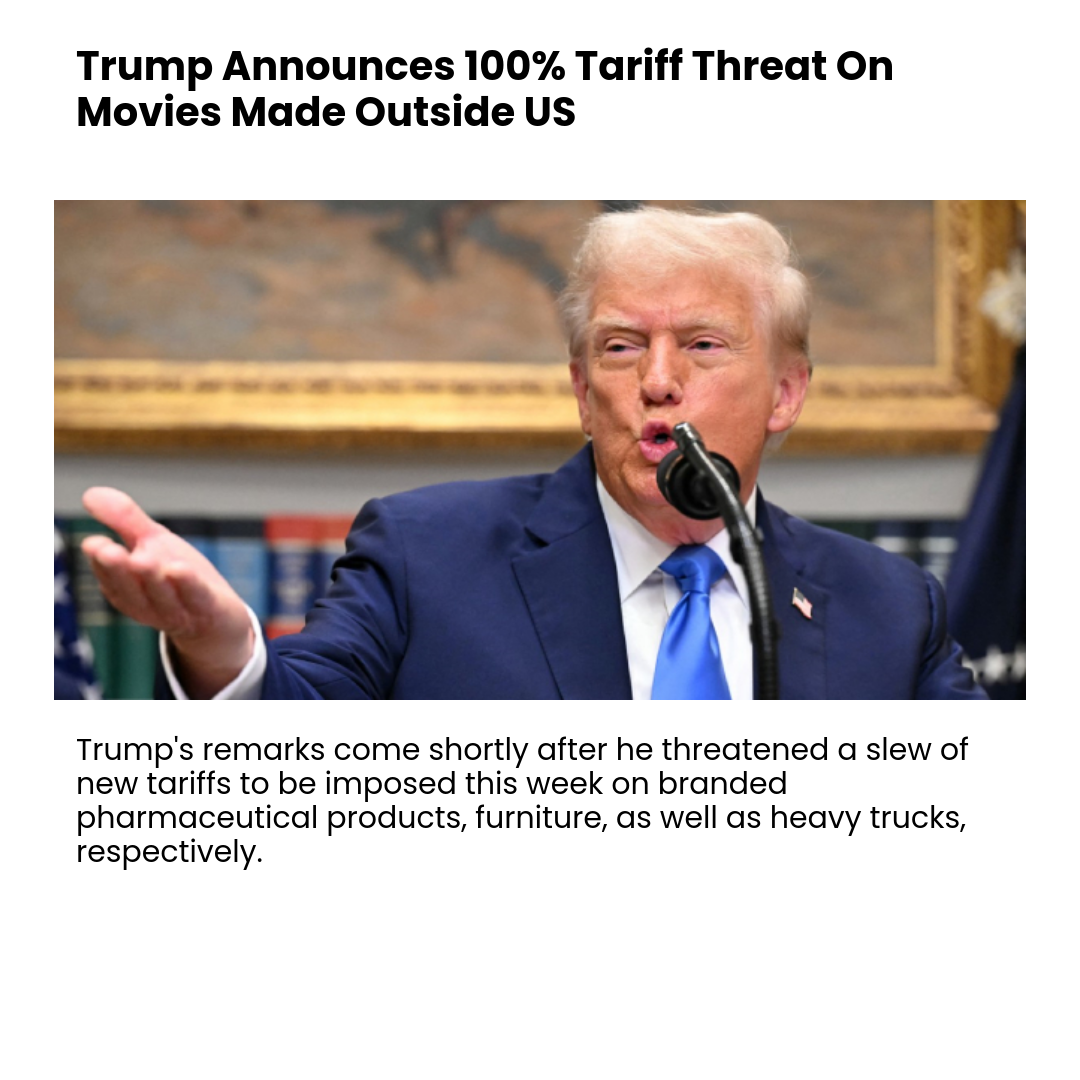 Trump Announces 100% Tariff Threat On
Movies Made Outside US
Trump's remarks come shortly after he threatened a slew of
new tariffs to be imposed this week on branded
pharmaceutical products, furniture, as well as heavy trucks,
respectively.